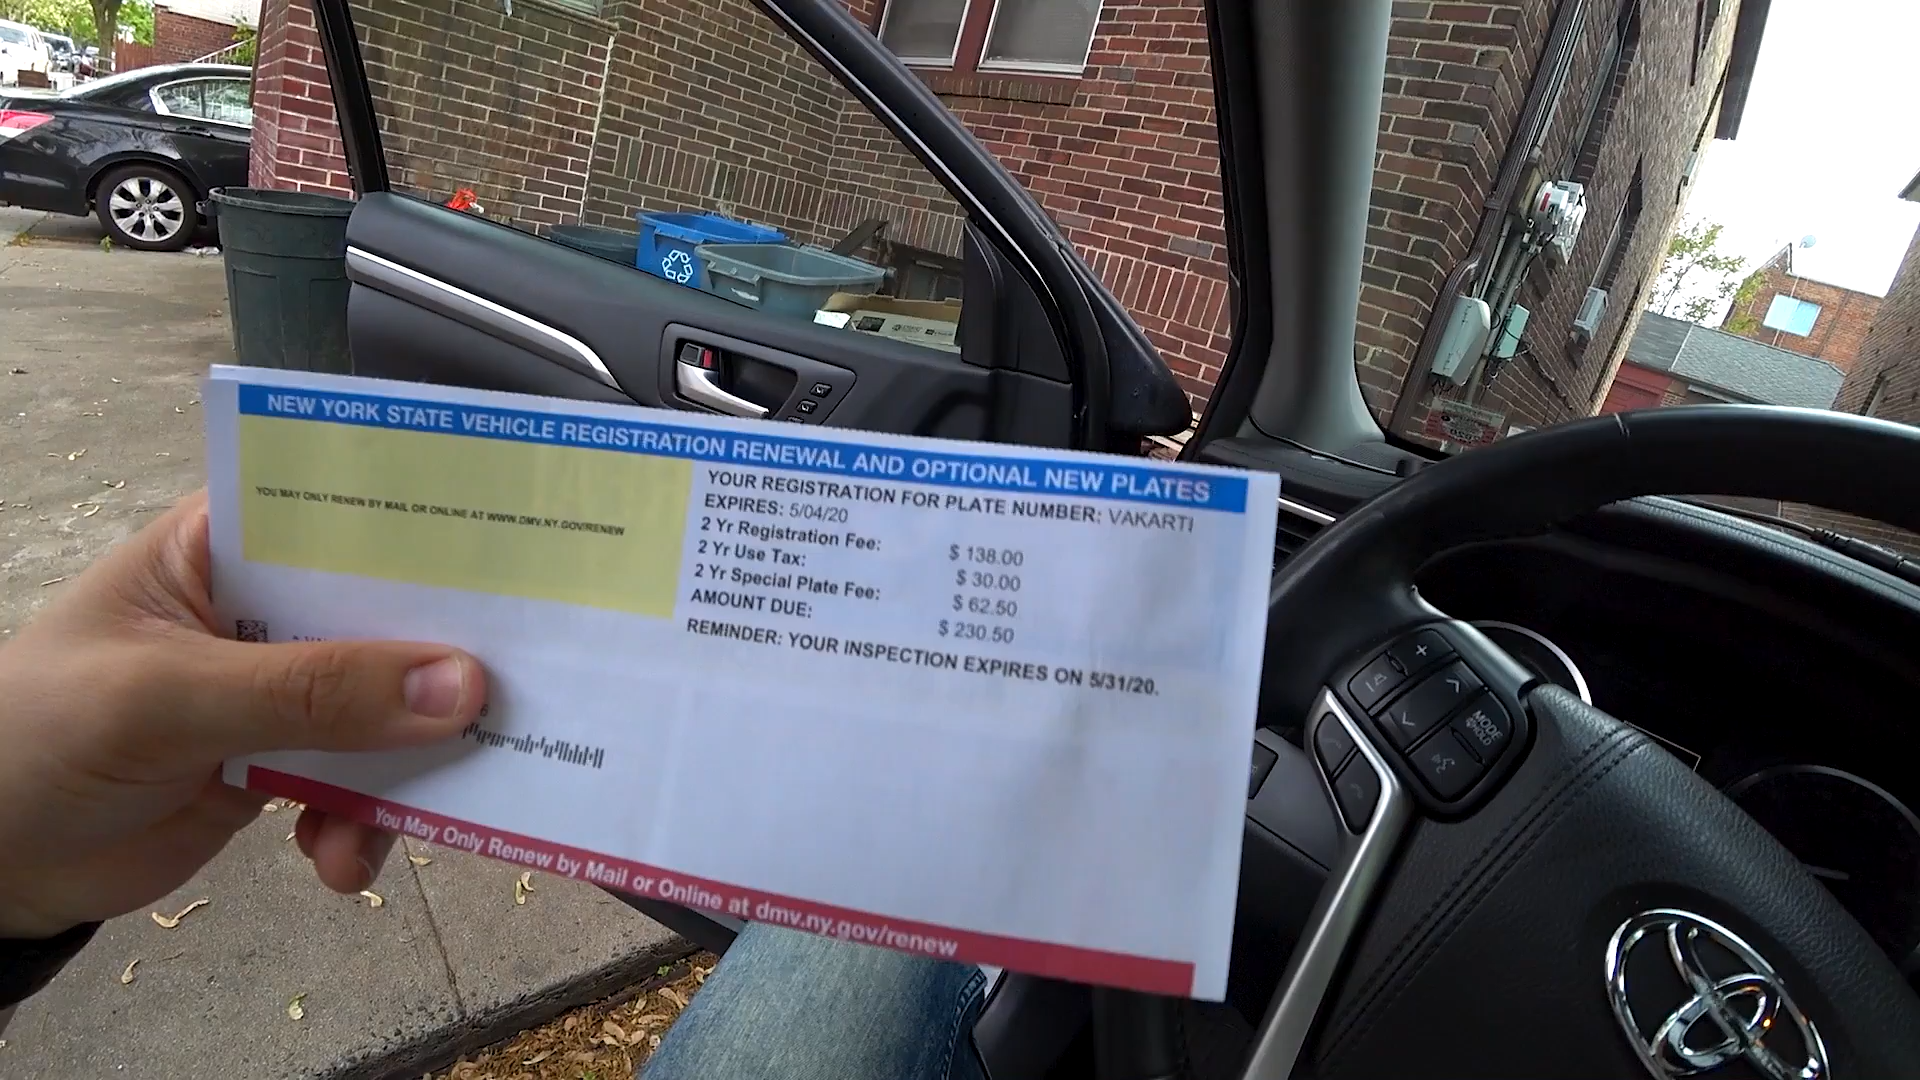 NEW YORK STATE VEHICLE REGISTRATION RENEWAL AND OPTIONAL NEW PLATES
YOU MAY ONLY RENEW BY MAIL OR ONLINE AT WWW.DMV.NY.GOV/RENEW
YOUR REGISTRATION FOR PLATE NUMBER: VAKARTI
EXPIRES: 5/04/20
2 Yr Registration Fee: $ 138.00
2 Yr Use Tax: $ 30.00
2 Yr Special Plate Fee: $ 62.50
AMOUNT DUE: $ 230.50
REMINDER: YOUR INSPECTION EXPIRES ON 5/31/20.
6
You May Only Renew by Mail or Online at dmv.ny.gov/renew
MODE
HOLD